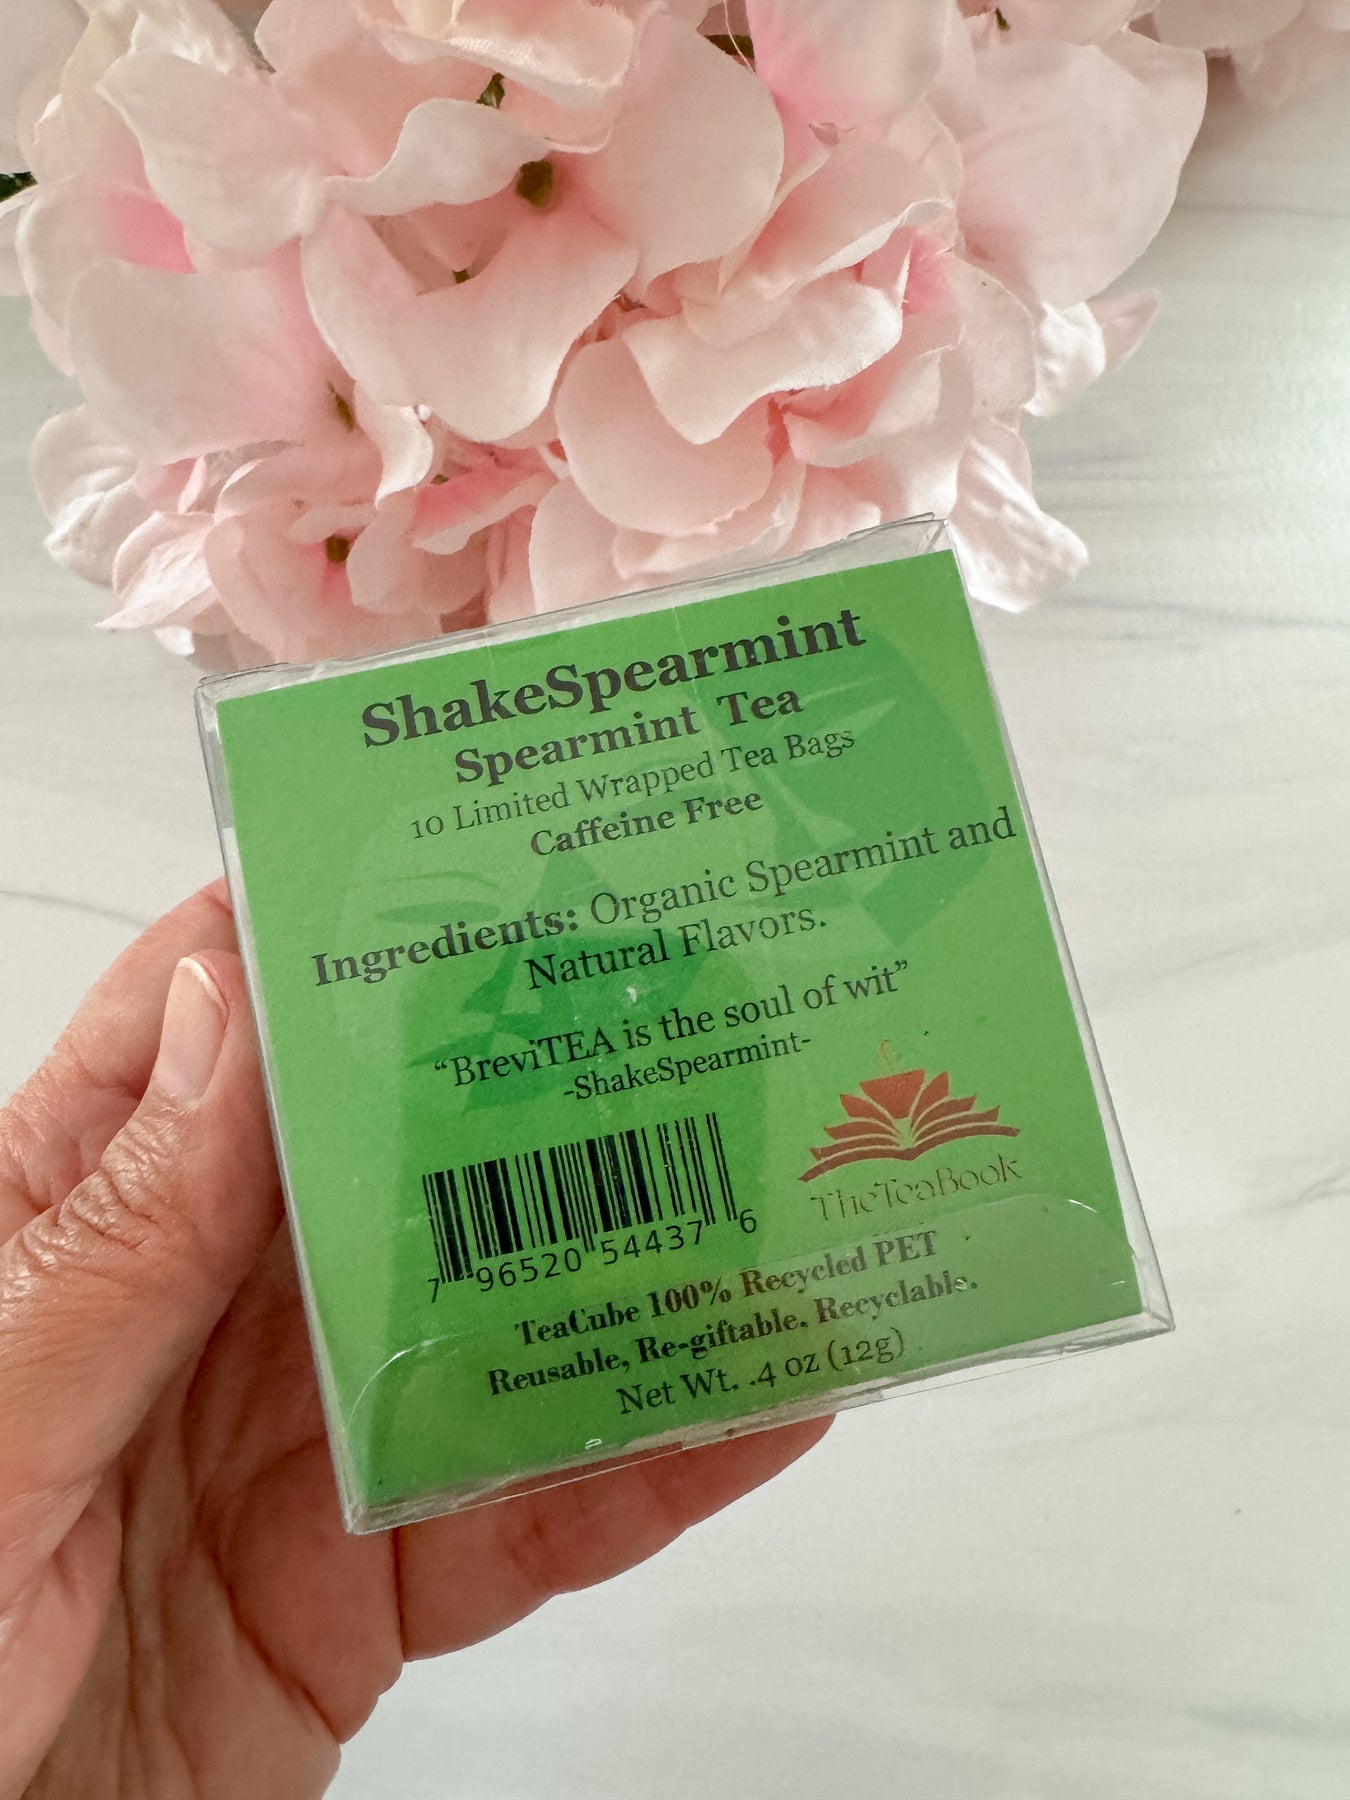 ShakeSpearmint
Spearmint Tea
10 Limited Wrapped Tea Bags
Caffeine Free
Ingredients: Organic Spearmint and
Natural Flavors.
“BreviTEA is the soul of wit”
-ShakeSpearmint-
7 96520 54437 6
TheTeaBook
TeaCube 100% Recycled PET
Reusable, Re-giftable, Recyclable.
Net Wt. .4 oz (12g)